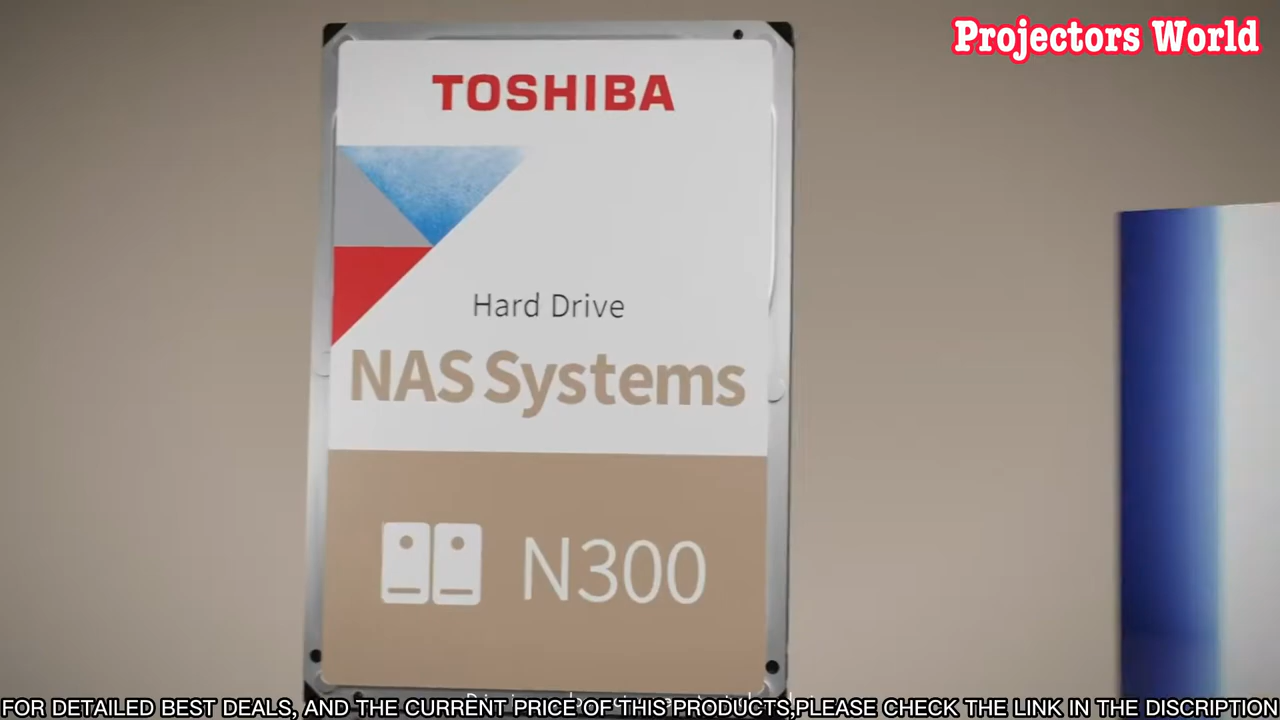 Projectors World
TOSHIBA
Hard Drive
NAS Systems
N300
FOR DETAILED BEST DEALS, AND THE CURRENT PRICE OF THIS PRODUCTS,PLEASE CHECK THE LINK IN THE DISCRIPTION